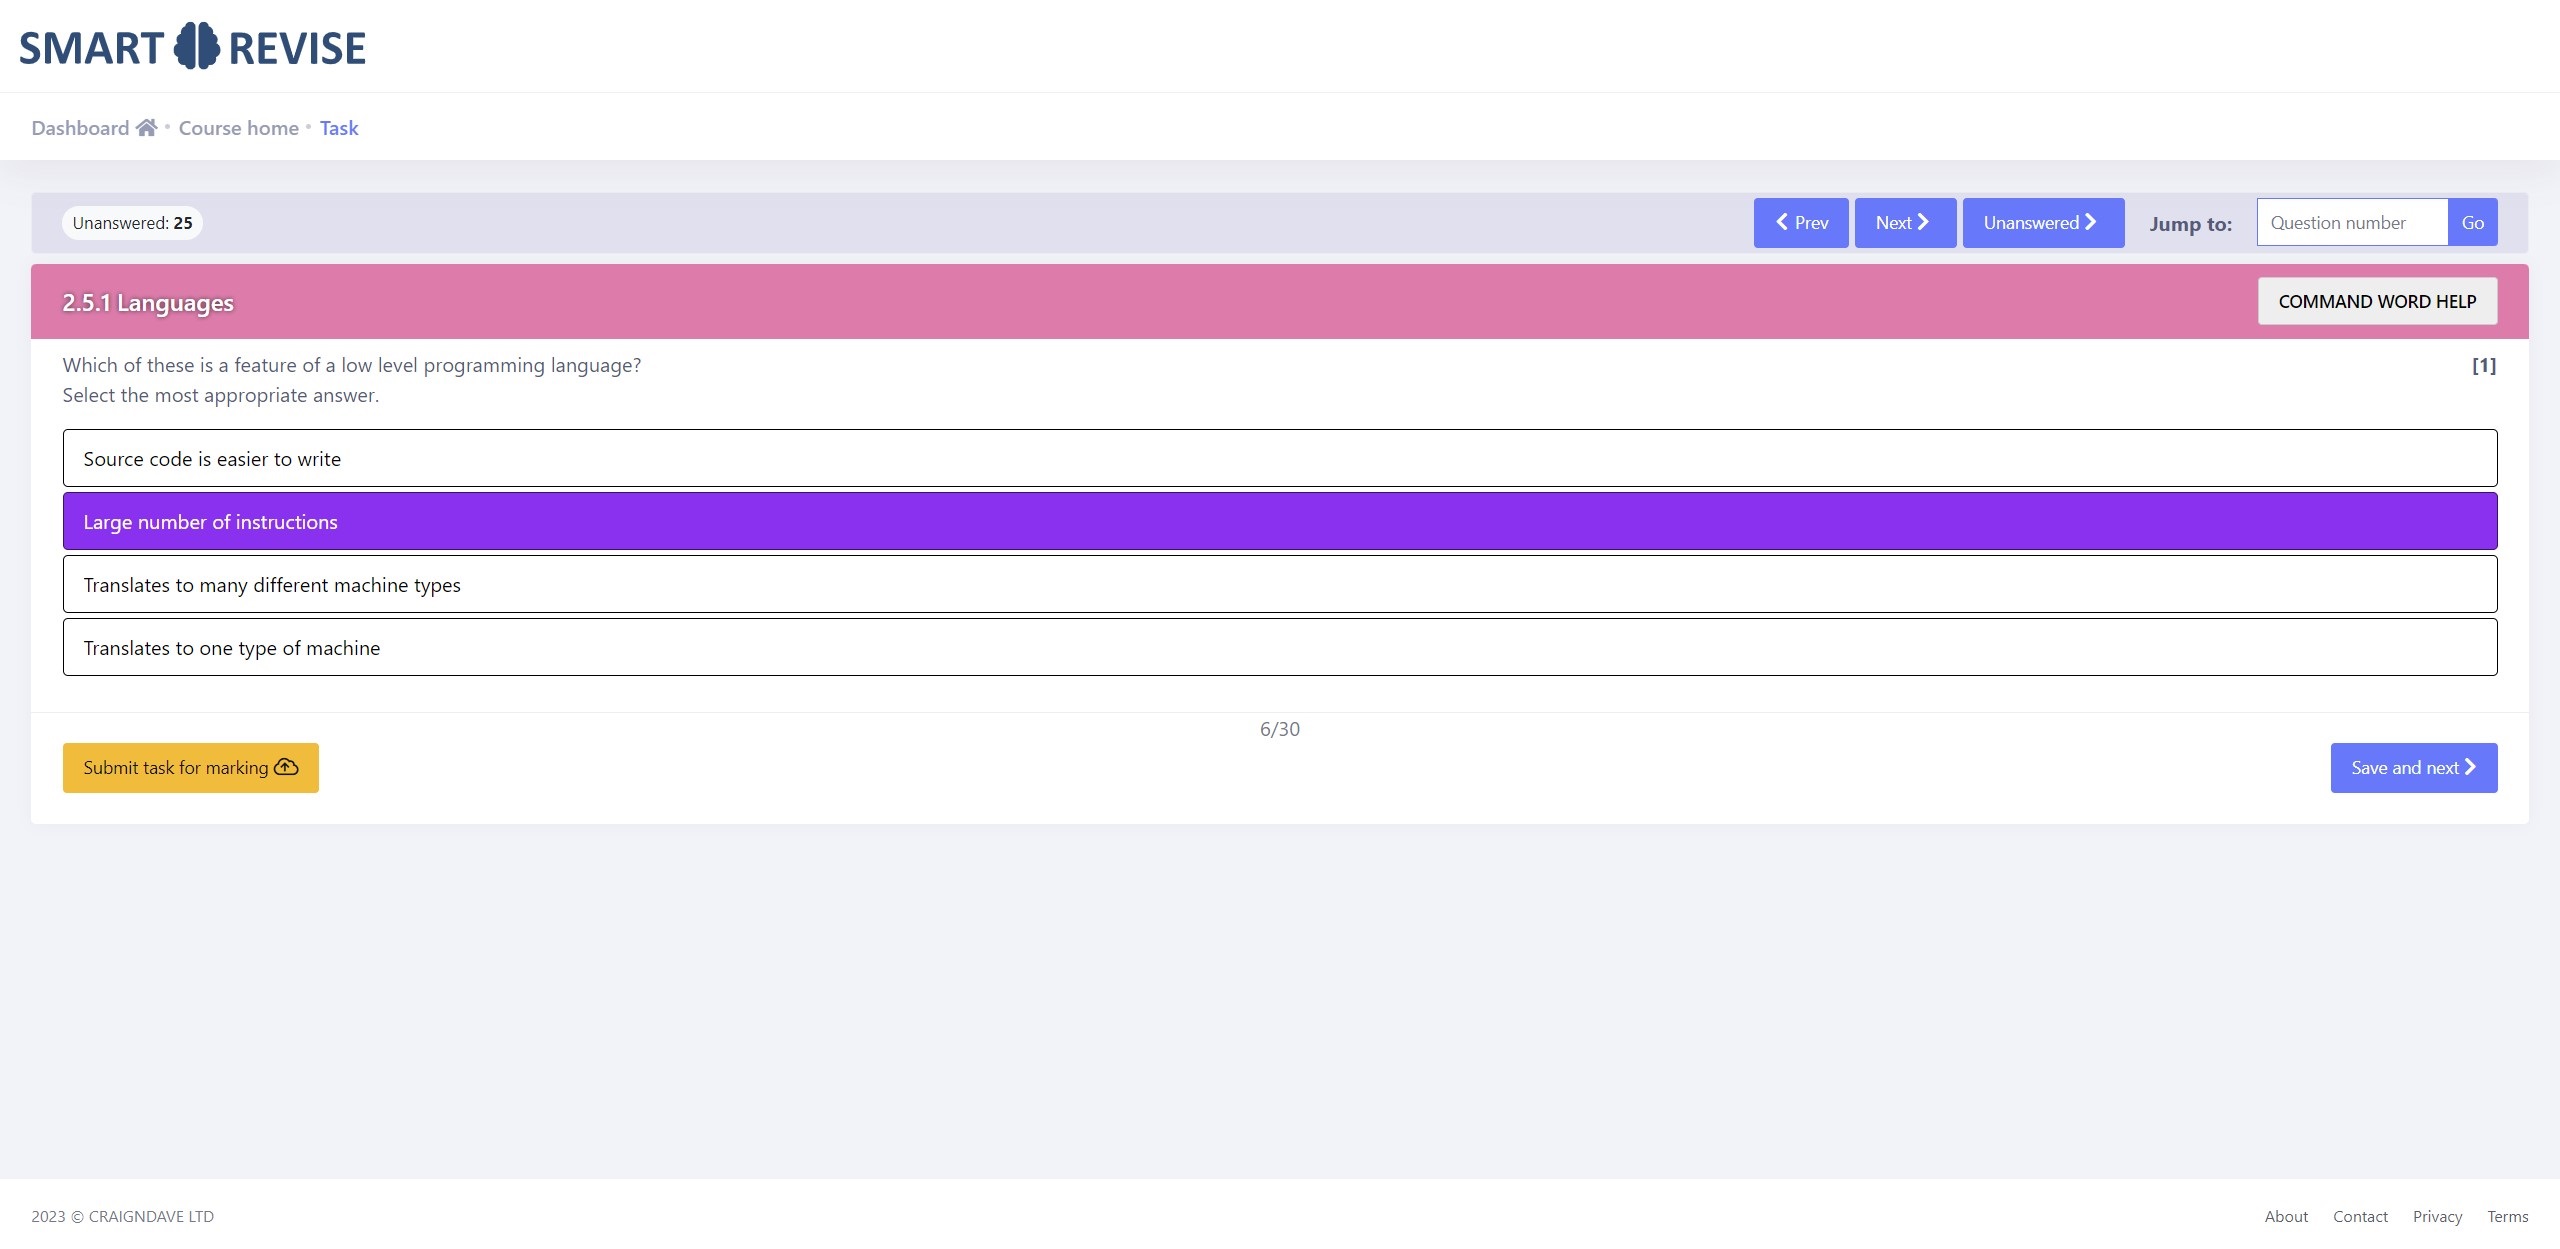 SMART REVISE
Dashboard • Course home • Task
Unanswered: 25
Prev
Next
Unanswered
Jump to:
Question number
Go
2.5.1 Languages
COMMAND WORD HELP
Which of these is a feature of a low level programming language?
[1]
Select the most appropriate answer.
Source code is easier to write
Large number of instructions
Translates to many different machine types
Translates to one type of machine
6/30
Submit task for marking
Save and next
2023 © CRAIGNDAVE LTD
About
Contact
Privacy
Terms